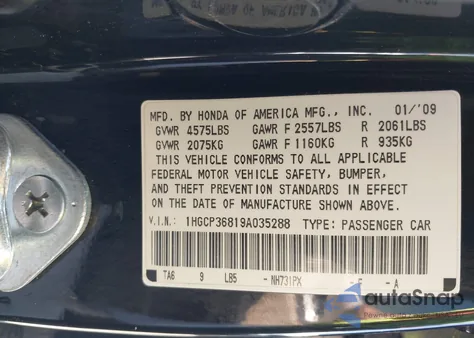 MFD. BY HONDA OF AMERICA MFG., INC. 01/'09
GVWR 4575LBS GAWR F 2557LBS R 2061LBS
GVWR 2075KG GAWR F 1160KG R 935KG
THIS VEHICLE CONFORMS TO ALL APPLICABLE
FEDERAL MOTOR VEHICLE SAFETY, BUMPER,
AND THEFT PREVENTION STANDARDS IN EFFECT
ON THE DATE OF MANUFACTURE SHOWN ABOVE.
V.I.N. 1HGCP36819A035288 TYPE: PASSENGER CAR
TA6 9 LB5- NH731PX - A
autoSnap